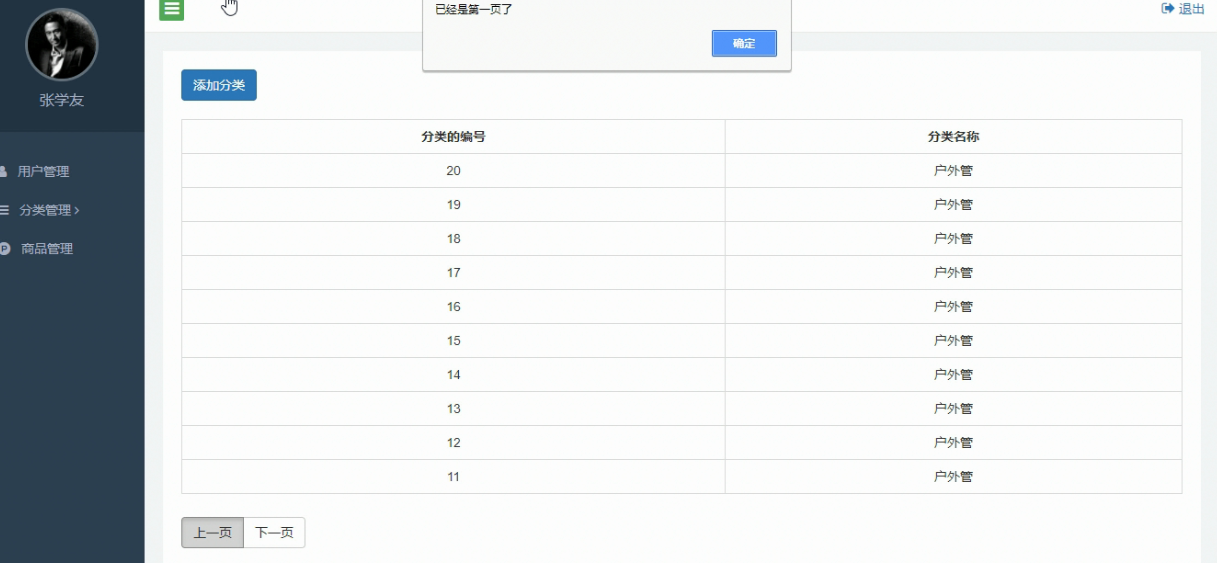 已经是第一页了
确定
退出
张学友
用户管理
分类管理
商品管理
添加分类
分类的编号 分类名称
20 户外管
19 户外管
18 户外管
17 户外管
16 户外管
15 户外管
14 户外管
13 户外管
12 户外管
11 户外管
上一页 下一页